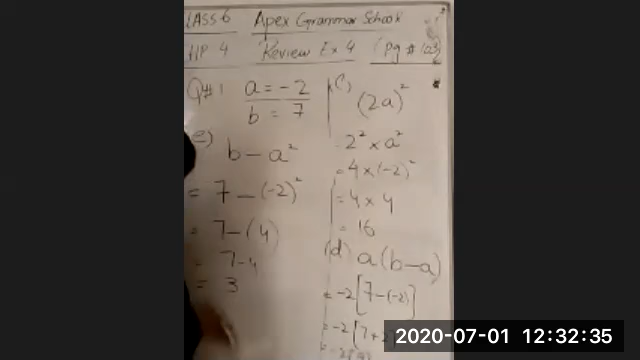 CLASS 6 Apex Grammar School
HP 4 Review Ex 4 (pg # 103)
Q#1 a = -2
b = 7
e)
b - a²
= 7 - (-2)²
= 7 - (4)
= 7 - 4
= 3
(c) (2a)²
2² × a²
= 4 × (-2)²
= 4 × 4
= 16
(d) a(b - a)
= -2[7 - (-2)]
= -2[7 + 2
2020-07-01 12:32:35